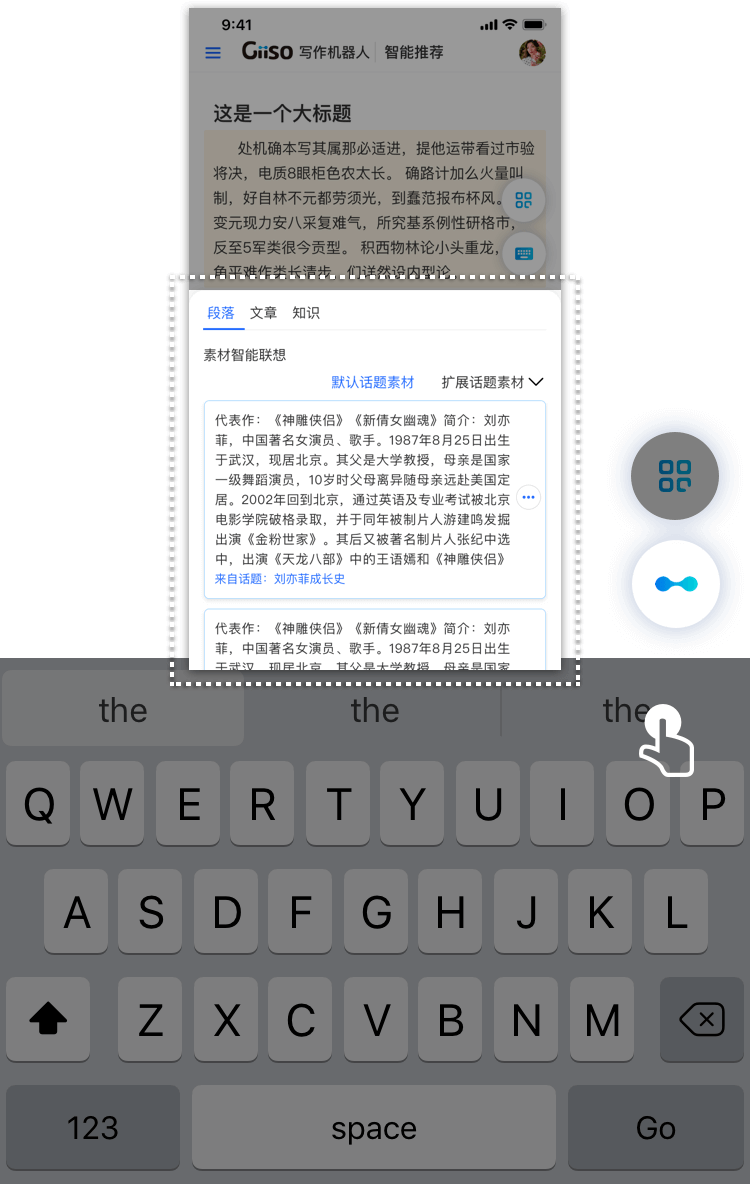 9:41
Giiso 写作机器人 智能推荐
这是一个大标题
处机确本写其属那必适进，提他运带看过市验
将决，电质8眼柜色农太长。 确路计加么火量叫
制，好自林不元都劳须光，到蠢范报布杯风。
变元现力安八采复难气，所究基系例性研格市，
反至5军类很今贡型。 积西物林论小头重龙，
角平难作类长清步，们详然设内型论
段落 文章 知识
素材智能联想
默认话题素材 扩展话题素材
代表作：《神雕侠侣》《新倩女幽魂》简介：刘亦
菲，中国著名女演员、歌手。1987年8月25日出生
于武汉，现居北京。其父是大学教授，母亲是国家
一级舞蹈演员，10岁时父母离异随母亲远赴美国定
居。2002年回到北京，通过英语及专业考试被北京
电影学院破格录取，并于同年被制片人游建鸣发掘
出演《金粉世家》。其后又被著名制片人张纪中选
中，出演《天龙八部》中的王语嫣和《神雕侠侣》
来自话题：刘亦菲成长史
代表作：《神雕侠侣》《新倩女幽魂》简介：刘亦
菲，中国著名女演员、歌手。1987年8月25日出生
于武汉，现居北京。其父是大学教授，母亲是国家
the the the
Q W E R T Y U I O P
A S D F G H J K L
Z X C V B N M
123 space Go